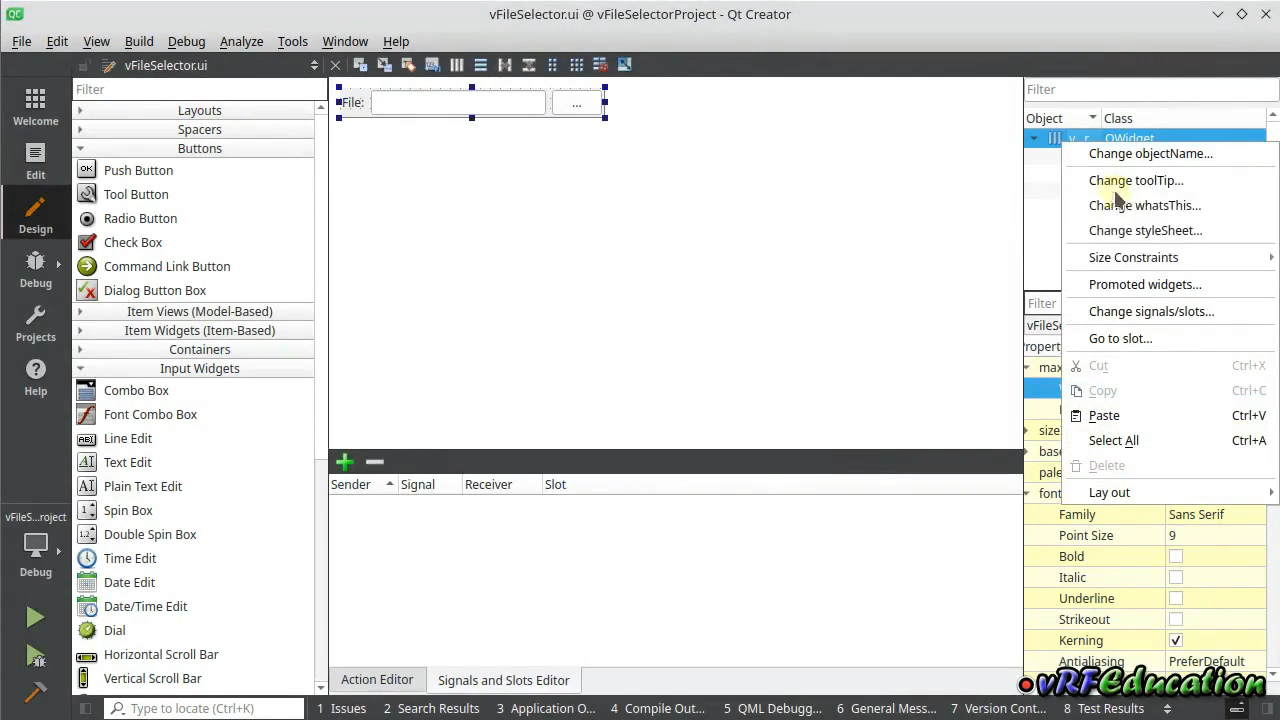 vFileSelector.ui @ vFileSelectorProject - Qt Creator
File Edit View Build Debug Analyze Tools Window Help
vFileSelector.ui
Welcome
Edit
Design
Debug
Projects
Help
vFileS...roject
Debug
Filter
Layouts
Spacers
Buttons
Push Button
Tool Button
Radio Button
Check Box
Command Link Button
Dialog Button Box
Item Views (Model-Based)
Item Widgets (Item-Based)
Containers
Input Widgets
Combo Box
Font Combo Box
Line Edit
Text Edit
Plain Text Edit
Spin Box
Double Spin Box
Time Edit
Date Edit
Date/Time Edit
Dial
Horizontal Scroll Bar
Vertical Scroll Bar
File: ...
Sender Signal Receiver Slot
Action Editor Signals and Slots Editor
Filter
Object Class
QWidget
Change objectName...
Change toolTip...
Change whatsThis...
Change styleSheet...
Size Constraints
Promoted widgets...
Change signals/slots...
Go to slot...
Cut Ctrl+X
Copy Ctrl+C
Paste Ctrl+V
Select All Ctrl+A
Delete
Lay out
Filter
Family Sans Serif
Point Size 9
Bold
Italic
Underline
Strikeout
Kerning
Antialiasing PreferDefault
vRFEducation
Type to locate (Ctrl+K) 1 Issues 2 Search Results 3 Application O... 4 Compile Out... 5 QML Debugg... 6 General Mess... 7 Version Cont... 8 Test Results